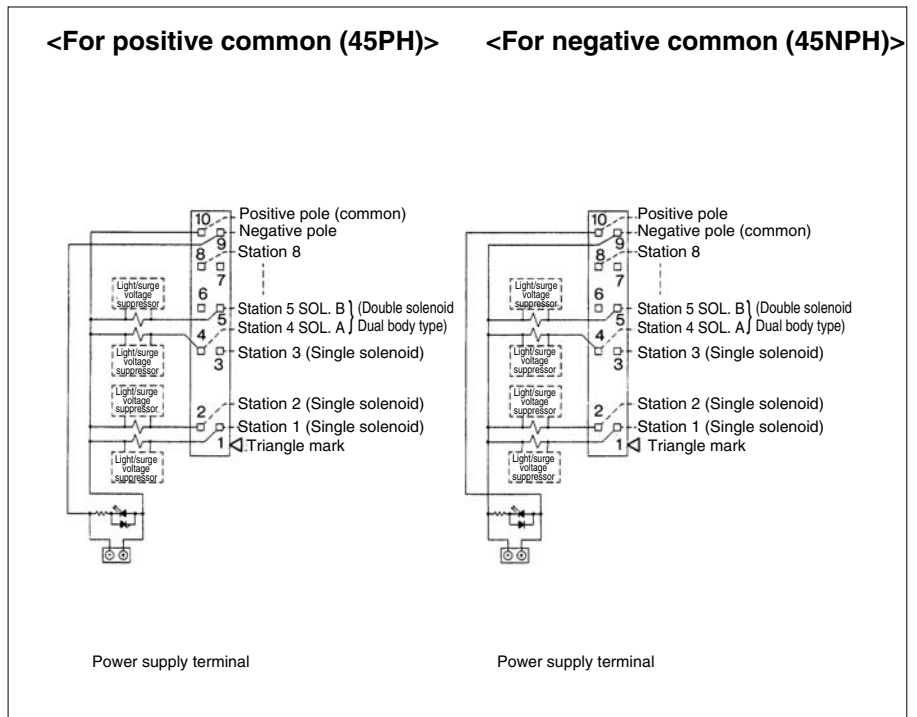 <For positive common (45PH)>
10
9
8
7
6
5
4
3
2
1
Positive pole (common)
Negative pole
Station 8
Station 5 SOL. B
Station 4 SOL. A
(Double solenoid
Dual body type)
Station 3 (Single solenoid)
Station 2 (Single solenoid)
Station 1 (Single solenoid)
Triangle mark
Light/surge
voltage
suppressor
Light/surge
voltage
suppressor
Light/surge
voltage
suppressor
Light/surge
voltage
suppressor
Power supply terminal
<For negative common (45NPH)>
10
9
8
7
6
5
4
3
2
1
Positive pole
Negative pole (common)
Station 8
Station 5 SOL. B
Station 4 SOL. A
(Double solenoid
Dual body type)
Station 3 (Single solenoid)
Station 2 (Single solenoid)
Station 1 (Single solenoid)
Triangle mark
Light/surge
voltage
suppressor
Light/surge
voltage
suppressor
Light/surge
voltage
suppressor
Light/surge
voltage
suppressor
Power supply terminal